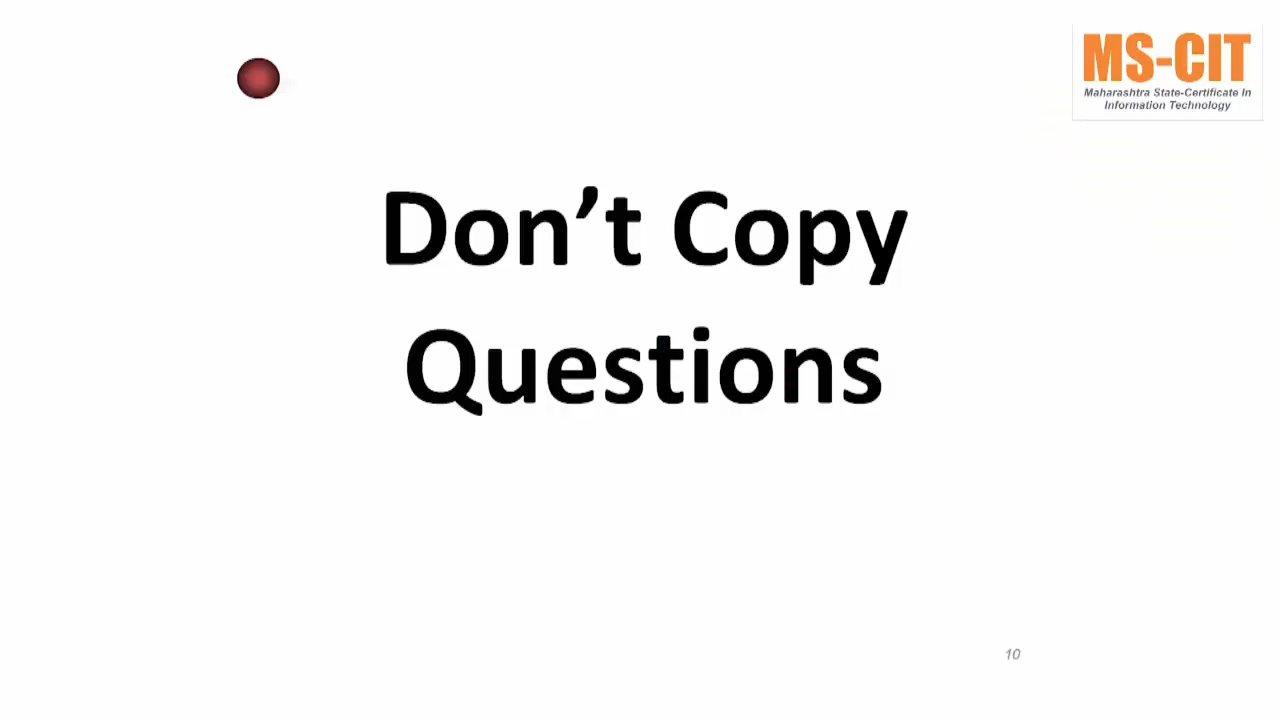 MS-CIT
Maharashtra State-Certificate In
Information Technology
Don’t Copy
Questions
10